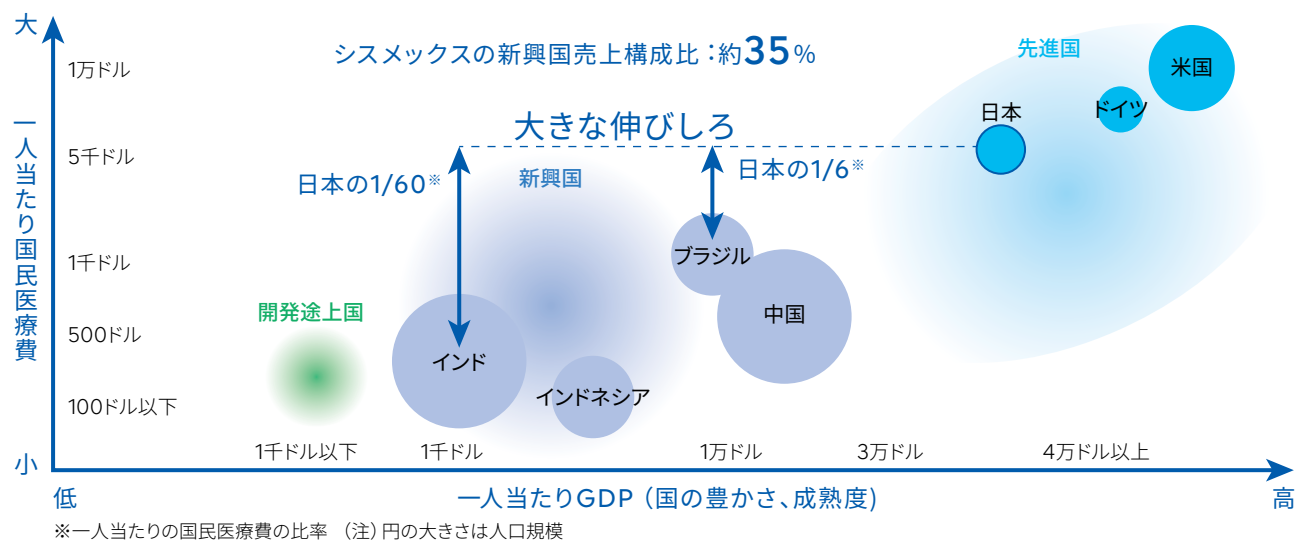 大
シスメックスの新興国売上構成比：約35%
先進国
米国
1万ドル
ドイツ
日本
大きな伸びしろ
一人当たり国民医療費
5千ドル
日本の1/60※
新興国
日本の1/6※
1千ドル
ブラジル
開発途上国
中国
500ドル
インド
インドネシア
100ドル以下
小
1千ドル以下
1千ドル
1万ドル
3万ドル
4万ドル以上
低
一人当たりGDP（国の豊かさ、成熟度)
高
※一人当たりの国民医療費の比率 （注）円の大きさは人口規模